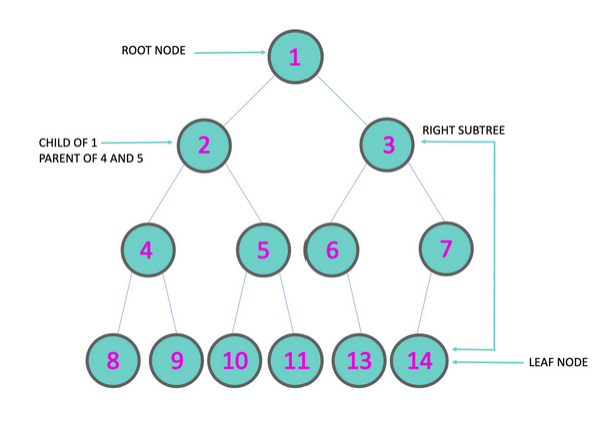 ROOT NODE
1
CHILD OF 1
PARENT OF 4 AND 5
2
3
RIGHT SUBTREE
4
5
6
7
8
9
10
11
13
14
LEAF NODE